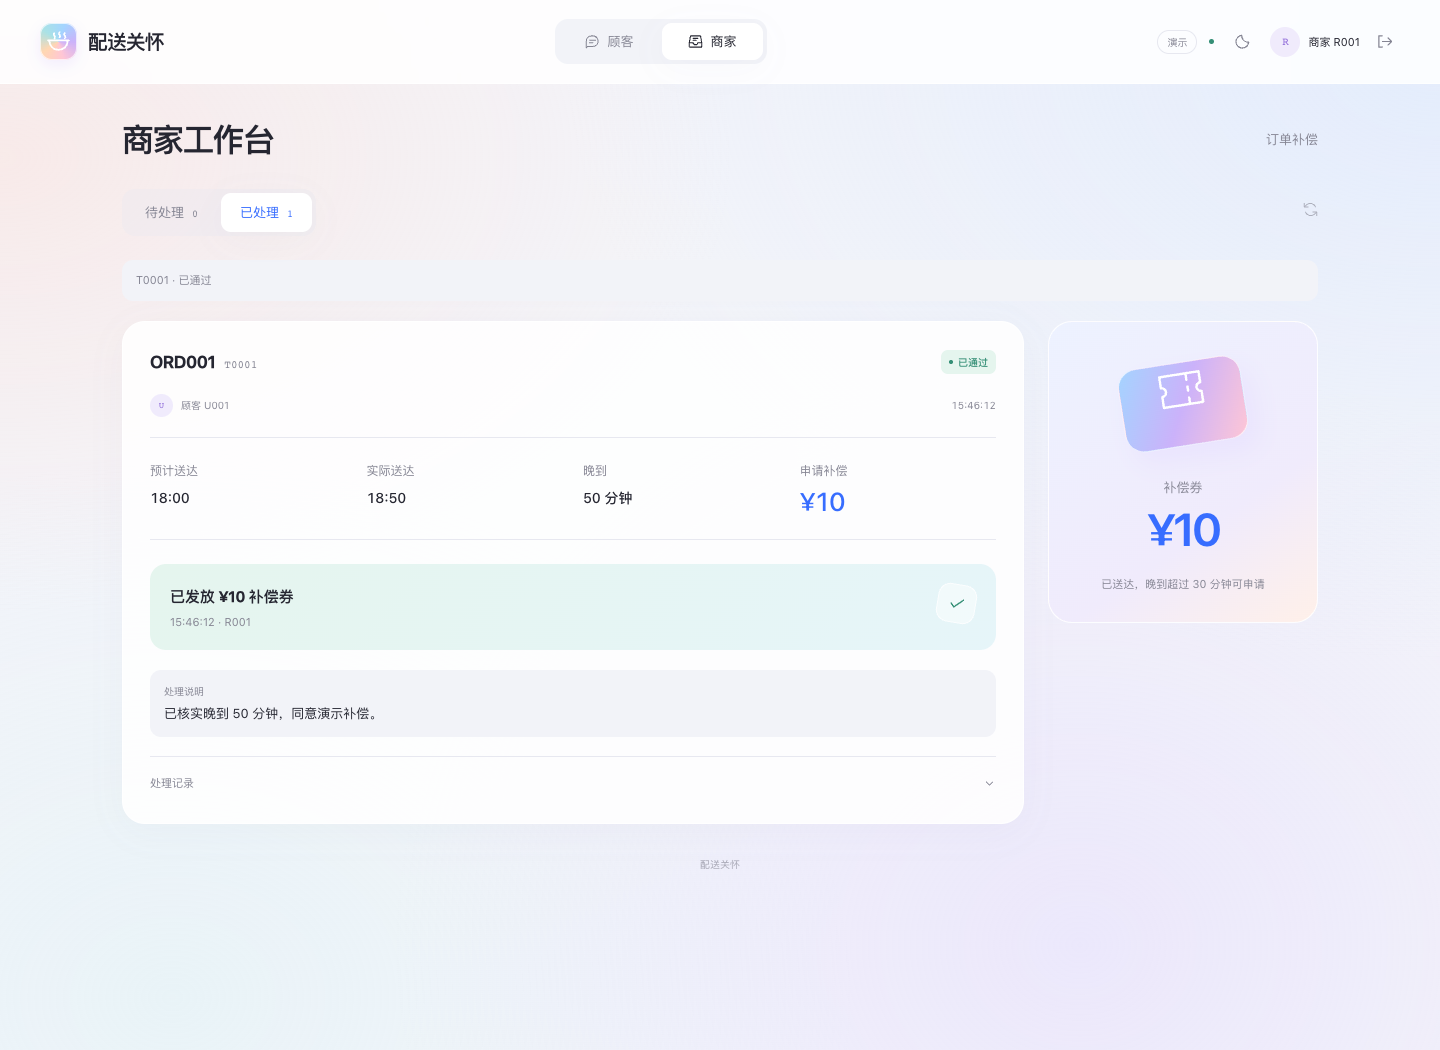 配送关怀
顾客
商家
演示
R
商家 R001
商家工作台
订单补偿
待处理 0
已处理 1
T0001 · 已通过
ORD001 T0001
已通过
U
顾客 U001
15:46:12
预计送达
实际送达
晚到
申请补偿
18:00
18:50
50 分钟
¥10
已发放 ¥10 补偿券
15:46:12 · R001
处理说明
已核实晚到 50 分钟，同意演示补偿。
处理记录
补偿券
¥10
已送达，晚到超过 30 分钟可申请
配送关怀